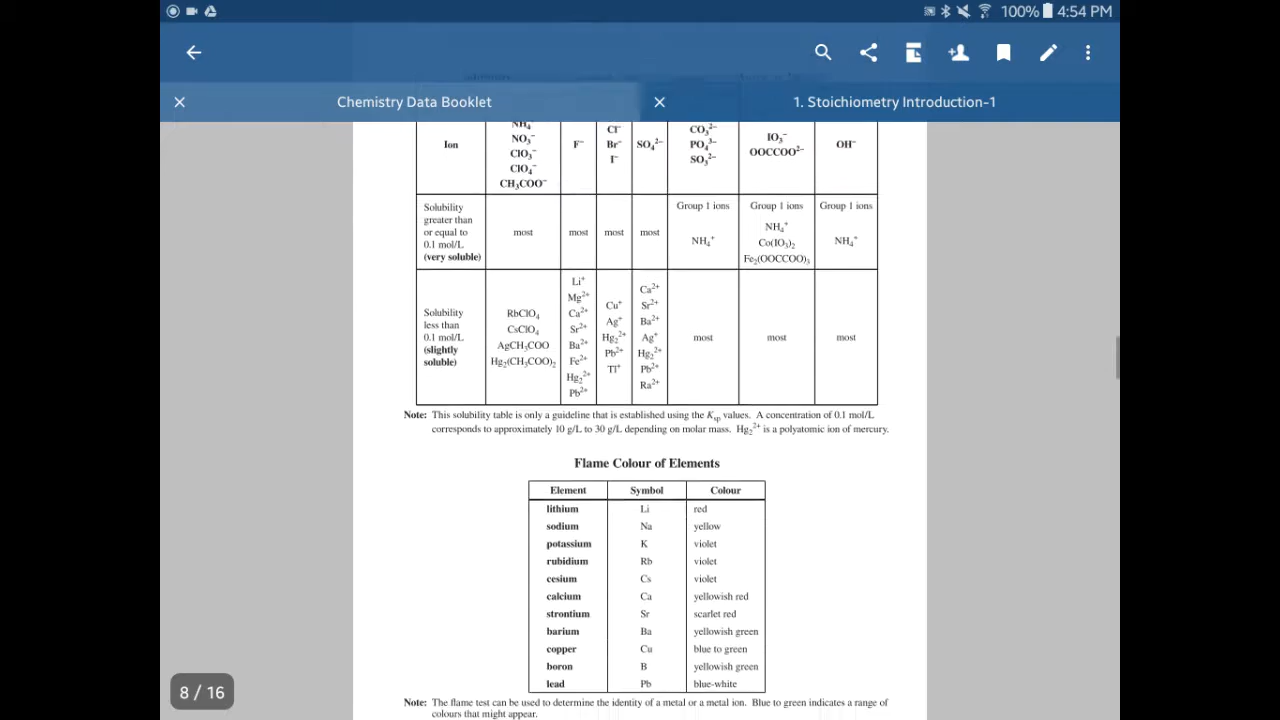 100% 4:54 PM
Chemistry Data Booklet
1. Stoichiometry Introduction-1
Ion
NH₄⁻
NO₃⁻
ClO₃⁻
ClO₄⁻
CH₃COO⁻
F⁻
Cl⁻
Br⁻
I⁻
SO₄²⁻
CO₃²⁻
PO₄³⁻
SO₃²⁻
IO₃⁻
OOCCOO²⁻
OH⁻
Solubility
greater than
or equal to
0.1 mol/L
(very soluble)
most
most
most
most
Group 1 ions
NH₄⁺
Group 1 ions
NH₄⁺
Co(IO₃)₂
Fe₂(OOCCOO)₃
Group 1 ions
NH₄⁺
Solubility
less than
0.1 mol/L
(slightly
soluble)
RbClO₄
CsClO₄
AgCH₃COO
Hg₂(CH₃COO)₂
Li⁺
Mg²⁺
Ca²⁺
Sr²⁺
Ba²⁺
Fe²⁺
Hg₂²⁺
Pb²⁺
Cu⁺
Ag⁺
Hg₂²⁺
Pb²⁺
Tl⁺
Ca²⁺
Sr²⁺
Ba²⁺
Ag⁺
Hg₂²⁺
Pb²⁺
Ra²⁺
most
most
most
Note: This solubility table is only a guideline that is established using the Kₛₚ values. A concentration of 0.1 mol/L
corresponds to approximately 10 g/L to 30 g/L depending on molar mass. Hg₂²⁺ is a polyatomic ion of mercury.
Flame Colour of Elements
Element Symbol Colour
lithium Li red
sodium Na yellow
potassium K violet
rubidium Rb violet
cesium Cs violet
calcium Ca yellowish red
strontium Sr scarlet red
barium Ba yellowish green
copper Cu blue to green
boron B yellowish green
lead Pb blue-white
Note: The flame test can be used to determine the identity of a metal or a metal ion. Blue to green indicates a range of
colours that might appear.
8 / 16